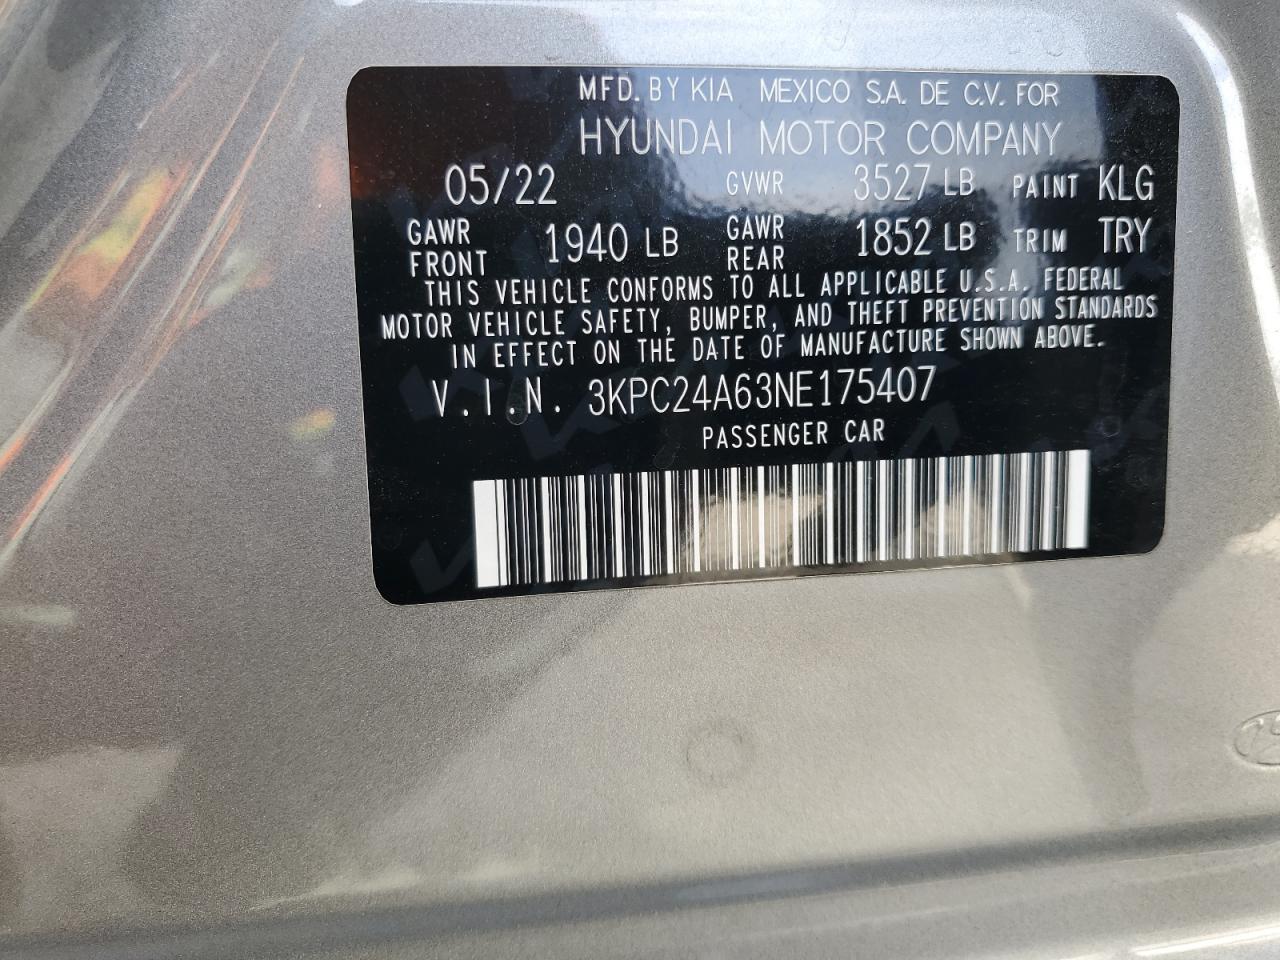 MFD. BY KIA MEXICO S.A. DE C.V. FOR
HYUNDAI MOTOR COMPANY
05/22 GVWR 3527 LB PAINT KLG
GAWR FRONT 1940 LB GAWR REAR 1852 LB TRIM TRY
THIS VEHICLE CONFORMS TO ALL APPLICABLE U.S.A. FEDERAL
MOTOR VEHICLE SAFETY, BUMPER, AND THEFT PREVENTION STANDARDS
IN EFFECT ON THE DATE OF MANUFACTURE SHOWN ABOVE.
V.I.N. 3KPC24A63NE175407
PASSENGER CAR